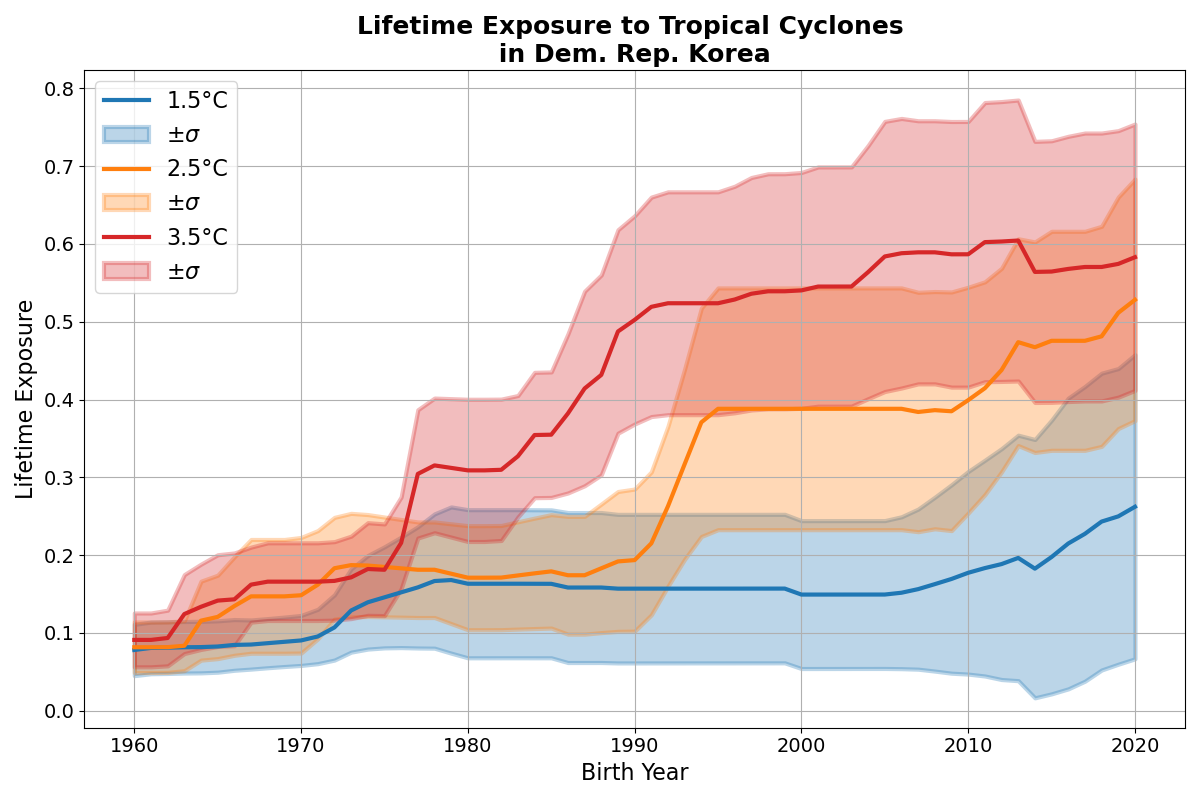 Lifetime Exposure to Tropical Cyclones
in Dem. Rep. Korea
1.5°C
±σ
2.5°C
±σ
3.5°C
±σ
Lifetime Exposure
0.8
0.7
0.6
0.5
0.4
0.3
0.2
0.1
0.0
1960 1970 1980 1990 2000 2010 2020
Birth Year